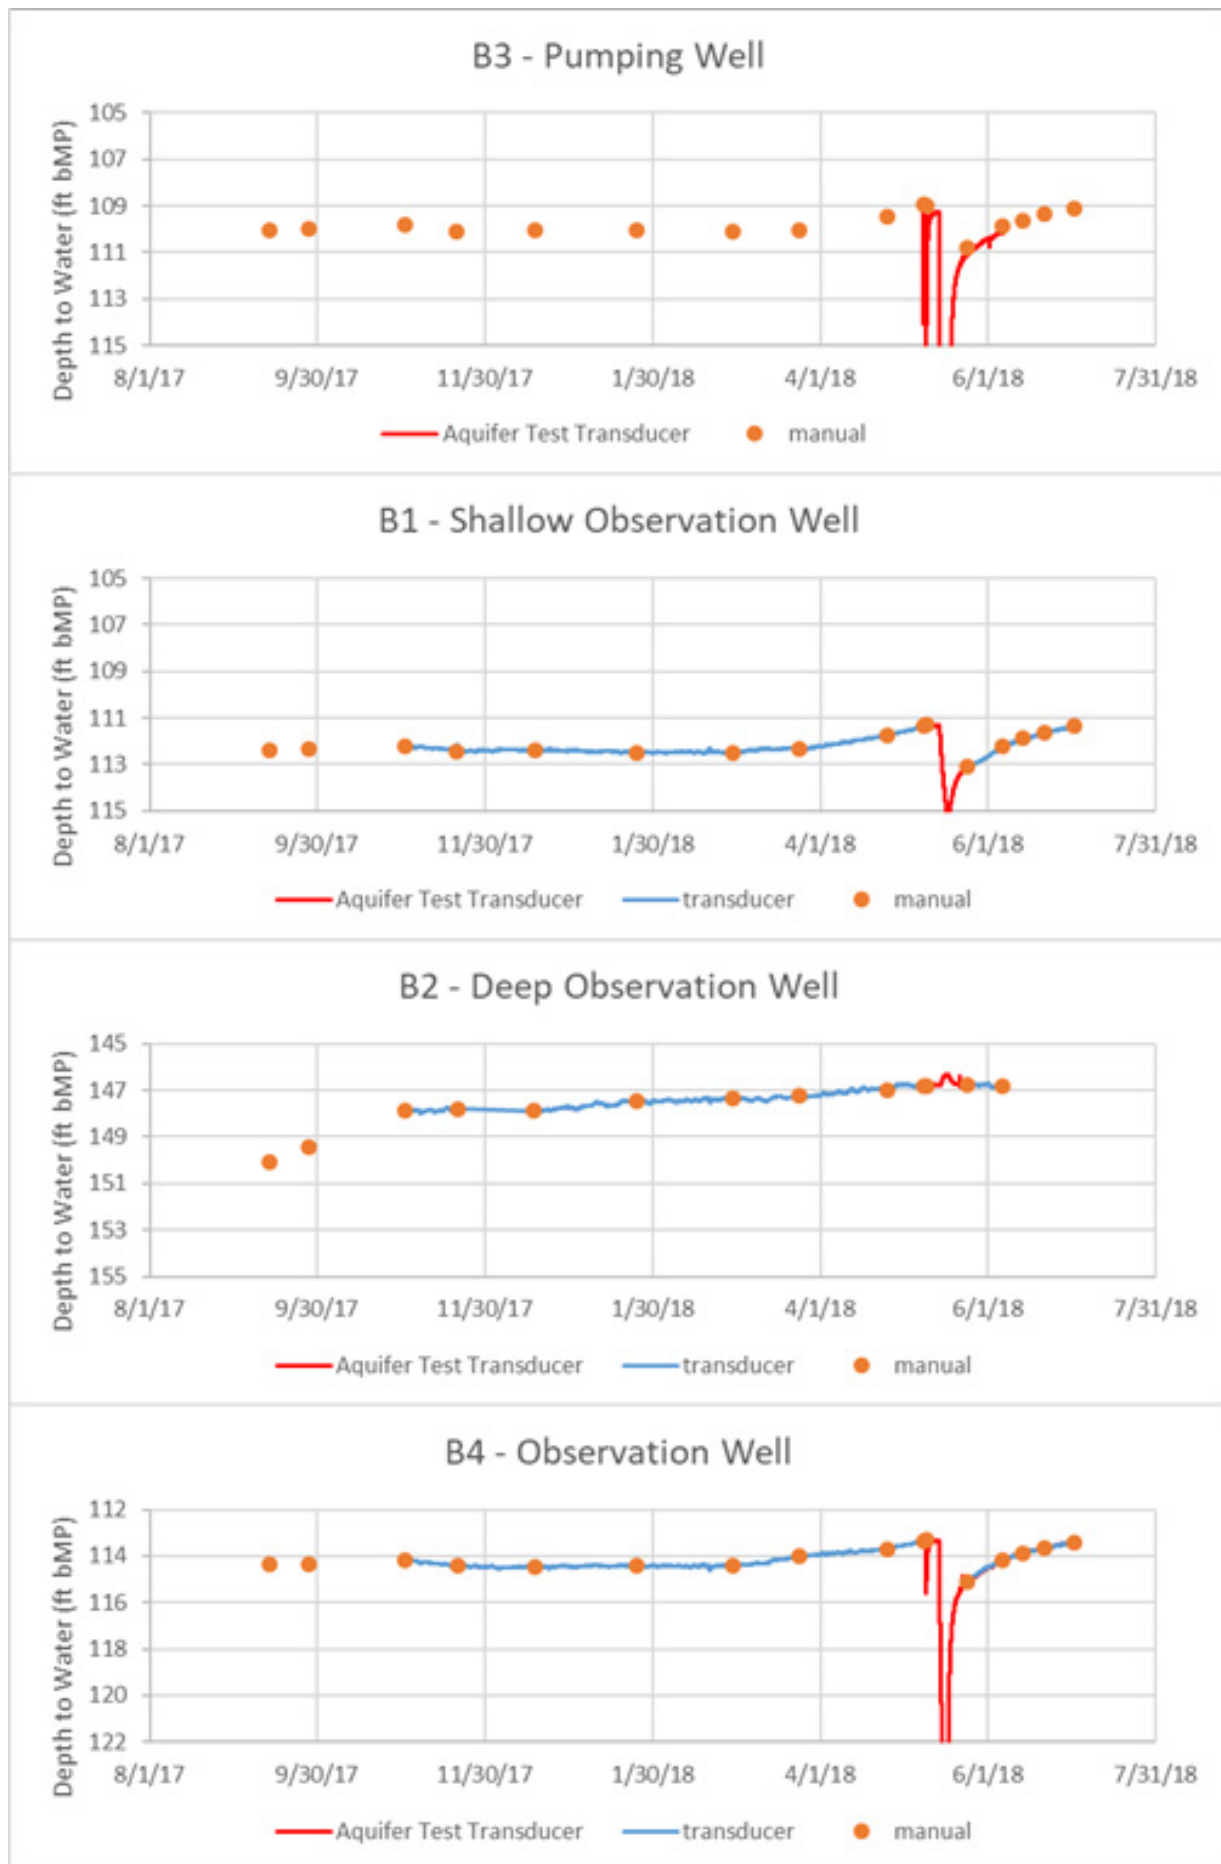 B3 - Pumping Well
Depth to Water (ft bMP)
105
107
109
111
113
115
8/1/17 9/30/17 11/30/17 1/30/18 4/1/18 6/1/18 7/31/18
Aquifer Test Transducer manual
B1 - Shallow Observation Well
Depth to Water (ft bMP)
105
107
109
111
113
115
8/1/17 9/30/17 11/30/17 1/30/18 4/1/18 6/1/18 7/31/18
Aquifer Test Transducer transducer manual
B2 - Deep Observation Well
Depth to Water (ft bMP)
145
147
149
151
153
155
8/1/17 9/30/17 11/30/17 1/30/18 4/1/18 6/1/18 7/31/18
Aquifer Test Transducer transducer manual
B4 - Observation Well
Depth to Water (ft bMP)
112
114
116
118
120
122
8/1/17 9/30/17 11/30/17 1/30/18 4/1/18 6/1/18 7/31/18
Aquifer Test Transducer transducer manual